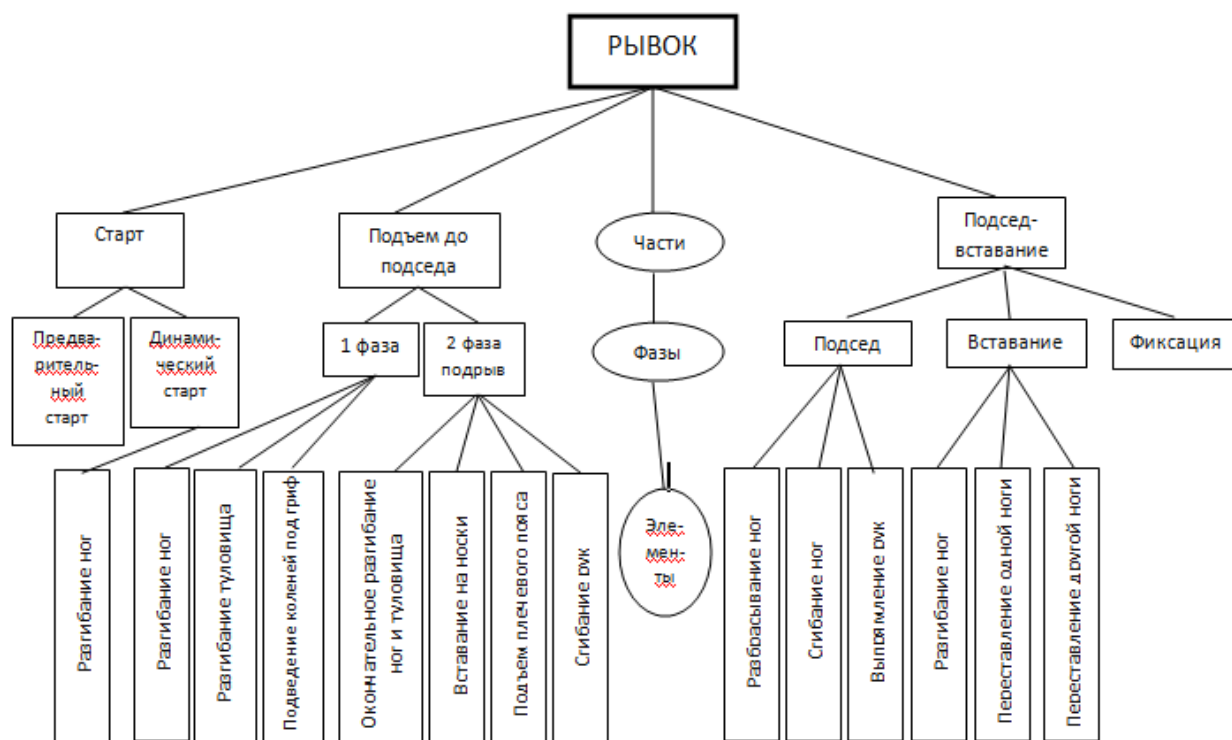 РЫВОК
Старт
Подъем до
подседа
Части
Подсед-
вставание
Предва-
ритель-
ный
старт
Динами-
ческий
старт
1 фаза
2 фаза
подрыв
Фазы
Подсед
Вставание
Фиксация
Разгибание ног
Разгибание ног
Разгибание туловища
Подведение коленей под гриф
Окончательное разгибание
ног и туловища
Вставание на носки
Подъем плечевого пояса
Сгибание рук
Эле-
мен-
ты
Разбрасывание ног
Сгибание ног
Выпрямление рук
Разгибание ног
Переставление одной ноги
Переставление другой ноги